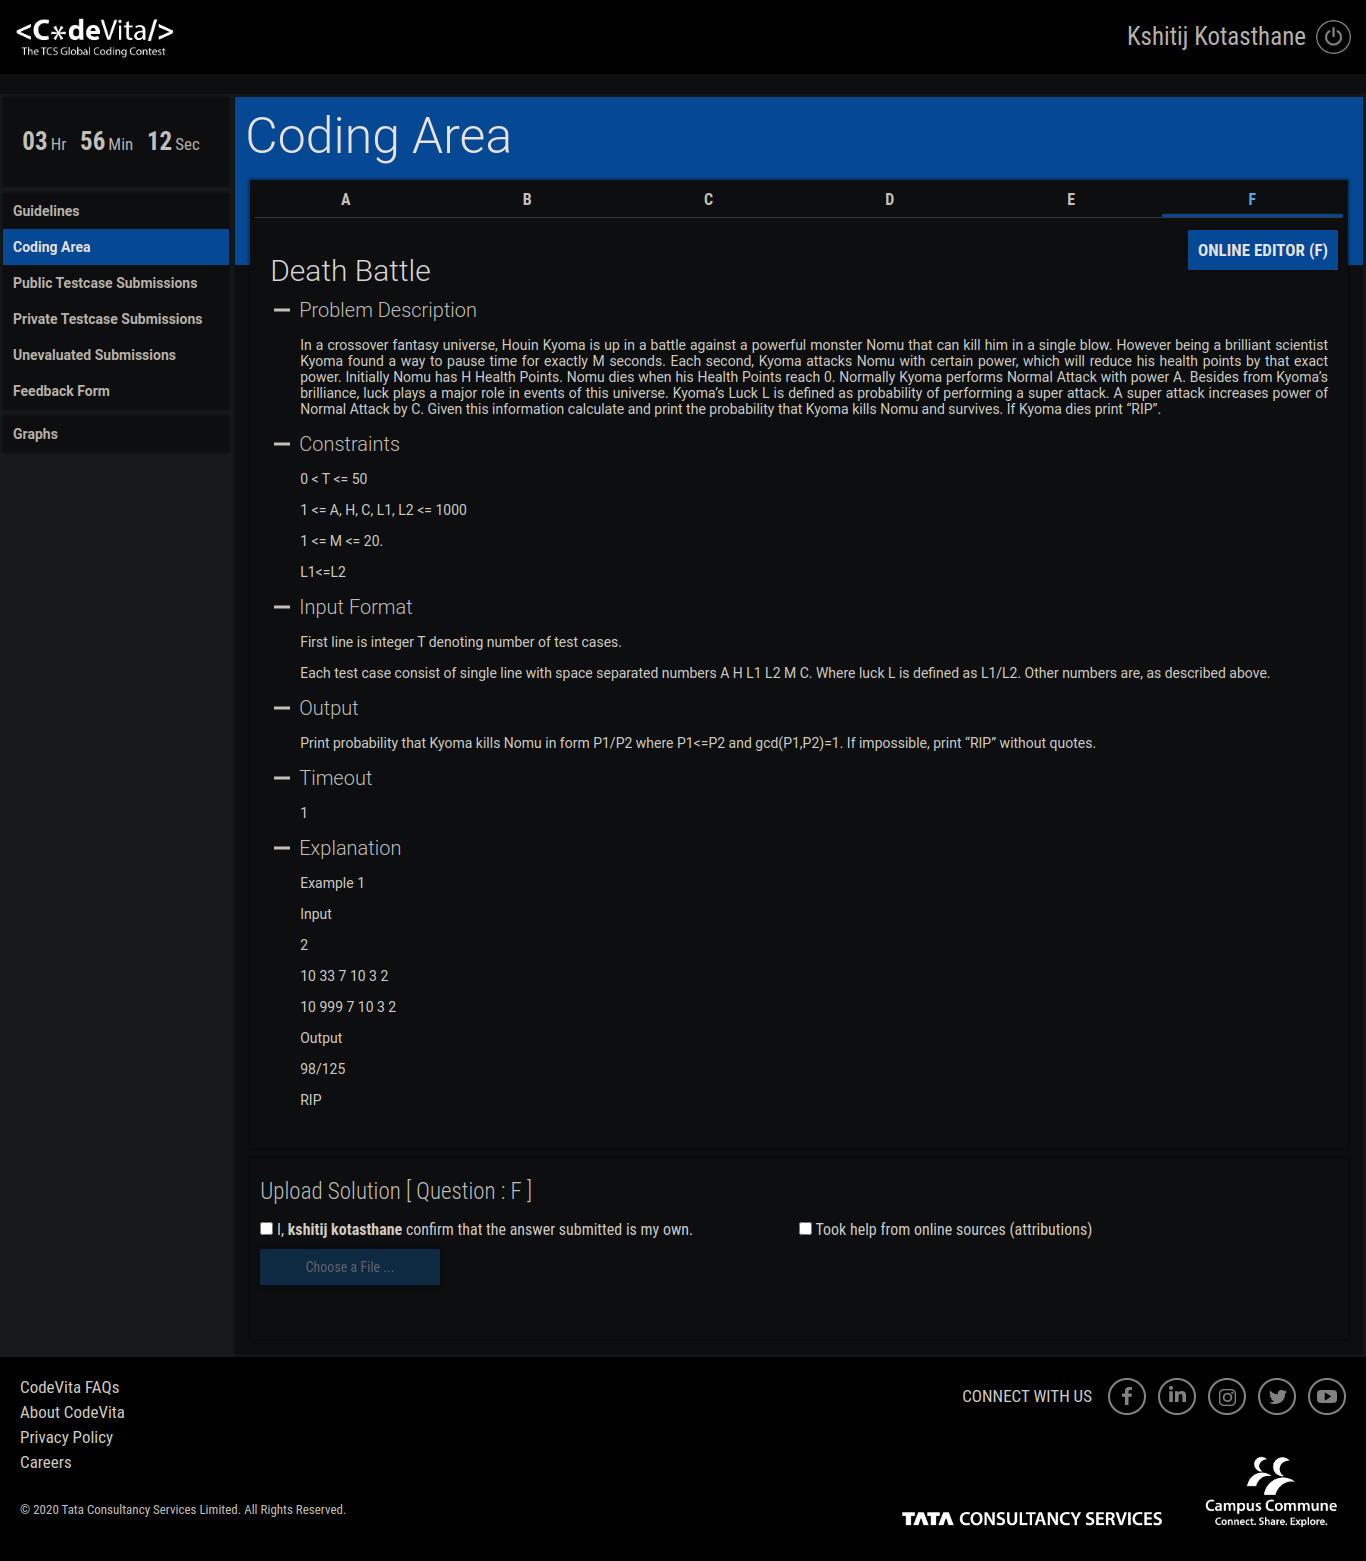 <C*deVita/>
The TCS Global Coding Contest
Kshitij Kotasthane
03 Hr 56 Min 12 Sec
Guidelines
Coding Area
Public Testcase Submissions
Private Testcase Submissions
Unevaluated Submissions
Feedback Form
Graphs
Coding Area
A B C D E F
ONLINE EDITOR (F)
Death Battle
Problem Description
In a crossover fantasy universe, Houin Kyoma is up in a battle against a powerful monster Nomu that can kill him in a single blow. However being a brilliant scientist
Kyoma found a way to pause time for exactly M seconds. Each second, Kyoma attacks Nomu with certain power, which will reduce his health points by that exact
power. Initially Nomu has H Health Points. Nomu dies when his Health Points reach 0. Normally Kyoma performs Normal Attack with power A. Besides from Kyoma’s
brilliance, luck plays a major role in events of this universe. Kyoma’s Luck L is defined as probability of performing a super attack. A super attack increases power of
Normal Attack by C. Given this information calculate and print the probability that Kyoma kills Nomu and survives. If Kyoma dies print “RIP”.
Constraints
0 < T <= 50
1 <= A, H, C, L1, L2 <= 1000
1 <= M <= 20.
L1<=L2
Input Format
First line is integer T denoting number of test cases.
Each test case consist of single line with space separated numbers A H L1 L2 M C. Where luck L is defined as L1/L2. Other numbers are, as described above.
Output
Print probability that Kyoma kills Nomu in form P1/P2 where P1<=P2 and gcd(P1,P2)=1. If impossible, print “RIP” without quotes.
Timeout
1
Explanation
Example 1
Input
2
10 33 7 10 3 2
10 999 7 10 3 2
Output
98/125
RIP
Upload Solution [ Question : F ]
I, kshitij kotasthane confirm that the answer submitted is my own.
Took help from online sources (attributions)
Choose a File ...
CodeVita FAQs
About CodeVita
Privacy Policy
Careers
© 2020 Tata Consultancy Services Limited. All Rights Reserved.
CONNECT WITH US
TATA CONSULTANCY SERVICES
Campus Commune
Connect. Share. Explore.